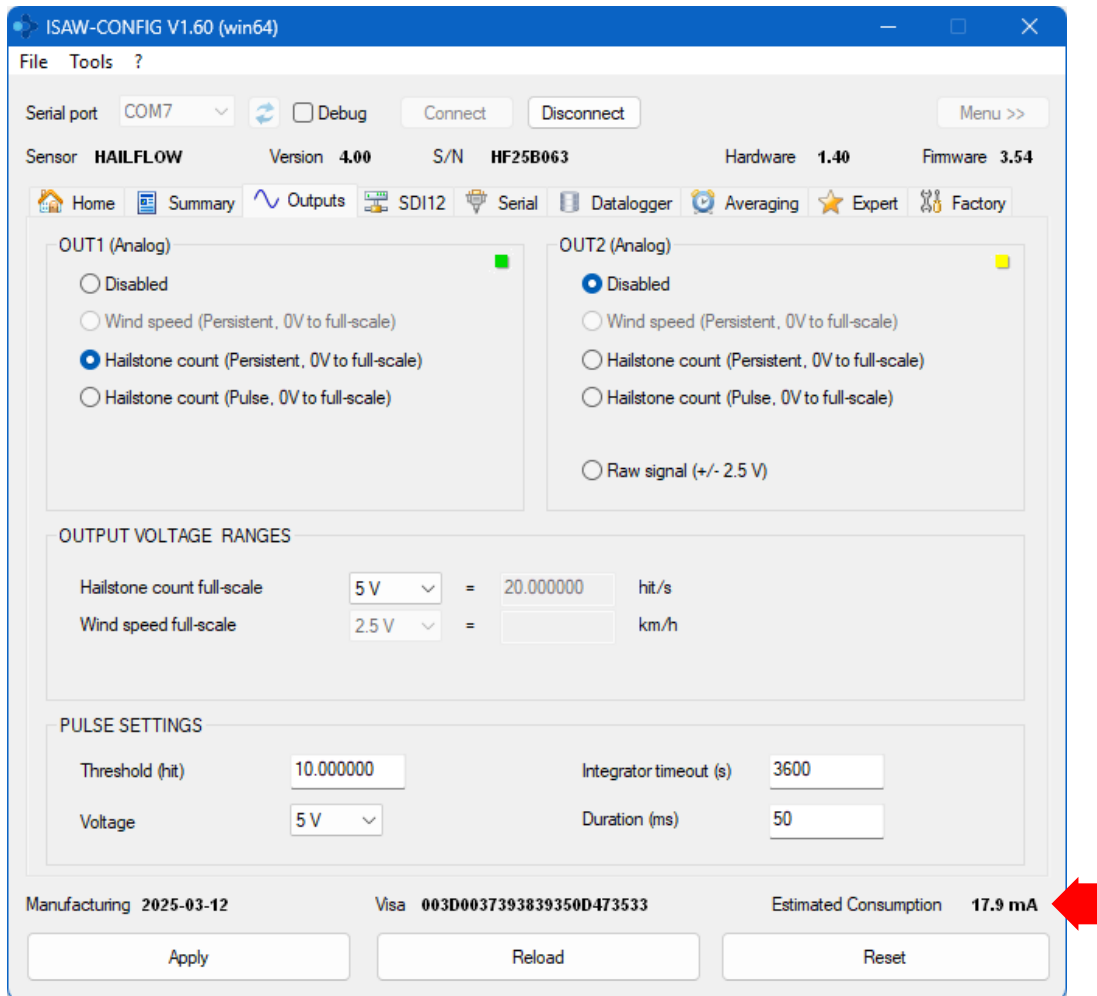 ISAW-CONFIG V1.60 (win64)
File Tools ?
Serial port COM7 Debug Connect Disconnect Menu >>
Sensor HAILFLOW Version 4.00 S/N HF25B063 Hardware 1.40 Firmware 3.54
Home Summary Outputs SDI12 Serial Datalogger Averaging Expert Factory
OUT1 (Analog)
Disabled
Wind speed (Persistent, 0V to full-scale)
Hailstone count (Persistent, 0V to full-scale)
Hailstone count (Pulse, 0V to full-scale)
OUT2 (Analog)
Disabled
Wind speed (Persistent, 0V to full-scale)
Hailstone count (Persistent, 0V to full-scale)
Hailstone count (Pulse, 0V to full-scale)
Raw signal (+/- 2.5 V)
OUTPUT VOLTAGE RANGES
Hailstone count full-scale 5 V = 20.000000 hit/s
Wind speed full-scale 2.5 V = km/h
PULSE SETTINGS
Threshold (hit) 10.000000 Integrator timeout (s) 3600
Voltage 5 V Duration (ms) 50
Manufacturing 2025-03-12 Visa 003D0037393839350D473533 Estimated Consumption 17.9 mA
Apply Reload Reset